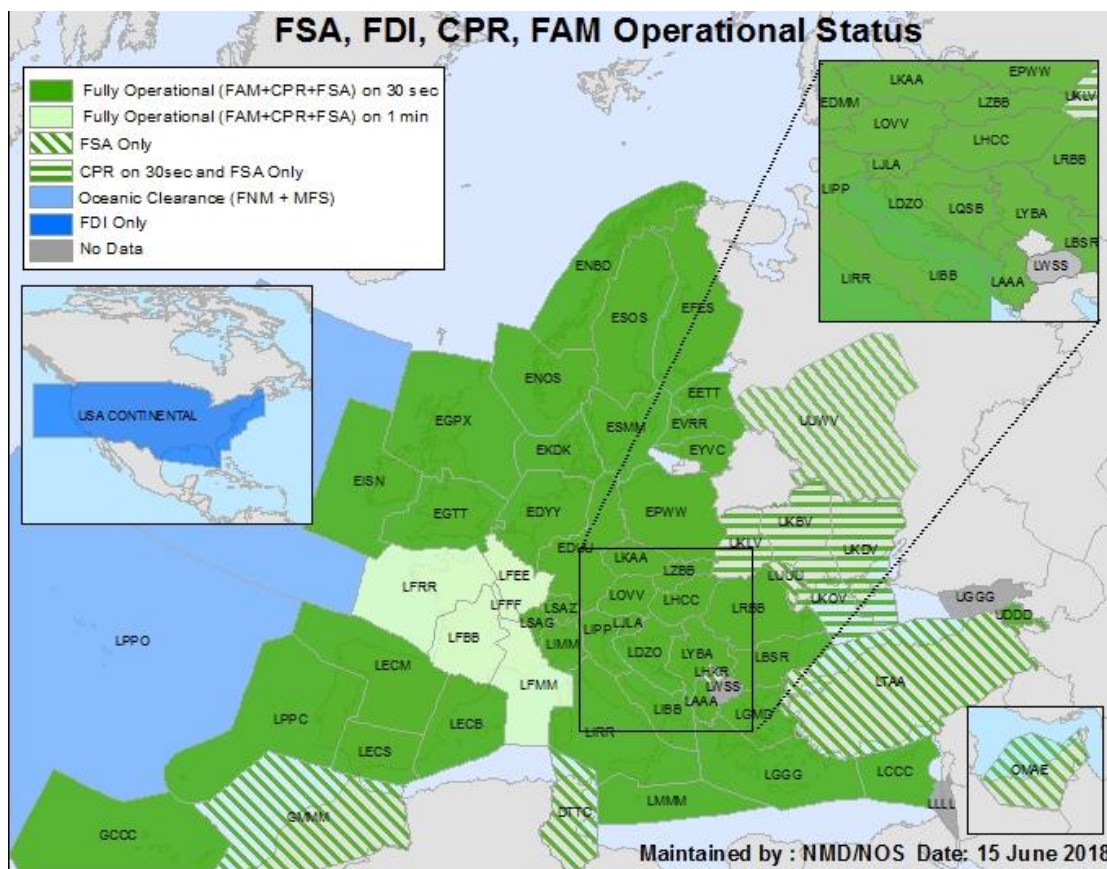 FSA, FDI, CPR, FAM Operational Status
Fully Operational (FAM+CPR+FSA) on 30 sec
Fully Operational (FAM+CPR+FSA) on 1 min
FSA Only
CPR on 30sec and FSA Only
Oceanic Clearance (FNM + MFS)
FDI Only
No Data
LKAA
EPWW
EDMM
LZBB
UKLV
LOVV
LHCC
LRBB
LJLA
LIPP
LDZO
LQSB
LYBA
LBSR
LWSS
LIRR
LIBB
LAAA
USA CONTINENTAL
ENBD
ESOS
EFES
ENOS
EGPX
EETT
ESMM
EVRR
UUWV
EKDK
EYVC
EISN
EGTT
EDYY
EPWW
UKBV
EDUU
UKLV
UKDV
LKAA
LZBB
LFRR
LFEE
LUUU
LFFF
LSAZ
LOVV
LHCC
LRBB
UKOV
UGGG
UDDD
LSAG
LPPO
LFBB
LIMM
LIPP
LJLA
LECM
LDZO
LYBA
LBSR
LHKR
LWSS
LTAA
LFMM
LAAA
LPPC
LECB
LIBB
LGMD
LIRR
LECS
LGGG
LCCC
OMAE
LMMM
LLLL
GCCC
GMMM
DTTC
Maintained by : NMD/NOS Date: 15 June 2018